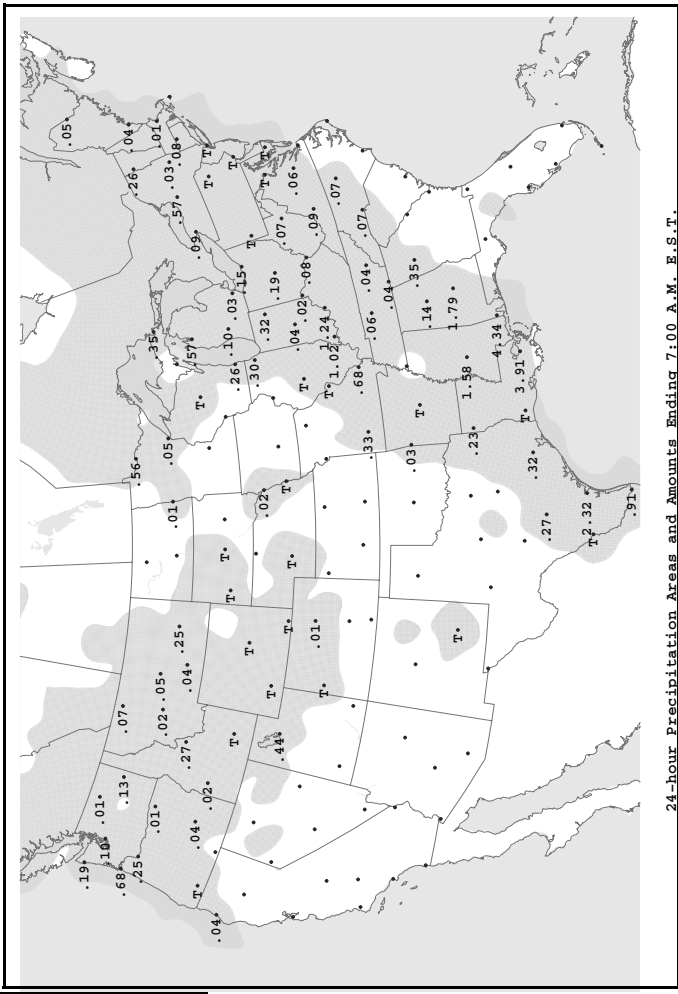 .05
.19
.01
.10
.68 .13 .07
.04
.56 .26
.25
.01 .35 .01
.02 .05
.05 .03
.01
.57 .08
.25
.27 .04
.57
.04 .09
T T
.02 T T
.04
T T .10 .03 T
T .26 .15
T .30 T
.02 .32 T T
T .19
.44 T .07
T T .04 .06
T .02 .08
.01 .09
T T 1.24
1.02 .07
.68 .07
.33 .06 .04
.04
.03 T .35
.14
1.79
T
.23 1.58
4.34
T 3.91
.32
.27
T 2.32
.91
24-hour Precipitation Areas and Amounts Ending 7:00 A.M. E.S.T.